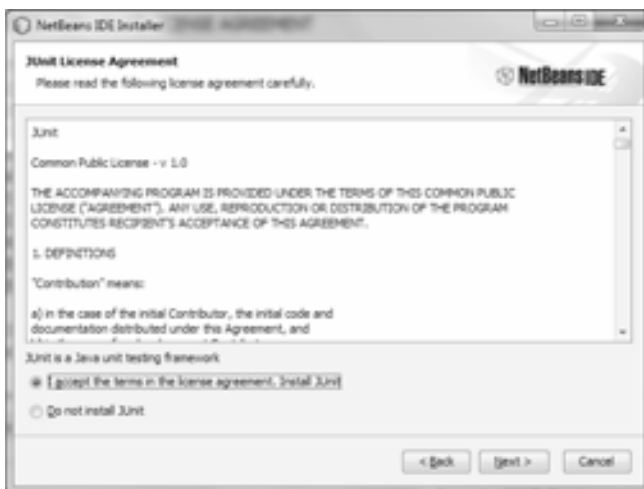 NetBeans IDE Installer
JUnit License Agreement
Please read the following license agreement carefully.
NetBeans IDE
JUnit
Common Public License - v 1.0
THE ACCOMPANYING PROGRAM IS PROVIDED UNDER THE TERMS OF THIS COMMON PUBLIC
LICENSE ("AGREEMENT"). ANY USE, REPRODUCTION OR DISTRIBUTION OF THE PROGRAM
CONSTITUTES RECIPIENT'S ACCEPTANCE OF THIS AGREEMENT.
1. DEFINITIONS
"Contribution" means:
a) in the case of the initial Contributor, the initial code and
documentation distributed under this Agreement, and
JUnit is a Java unit testing framework
I accept the terms in the license agreement. Install JUnit
Do not install JUnit
< Back
Next >
Cancel